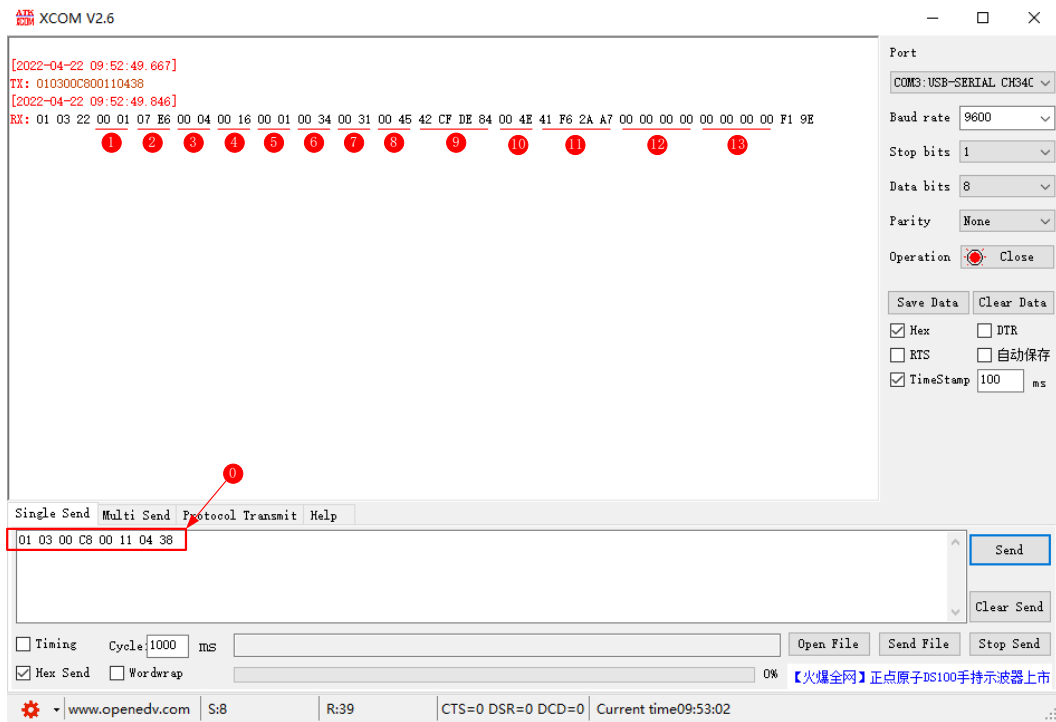 ATK XCOM XCOM V2.6
[2022-04-22 09:52:49.667]
TX: 010300C800110438
[2022-04-22 09:52:49.846]
RX: 01 03 22 00 01 07 E6 00 04 00 16 00 01 00 34 00 31 00 45 42 CF DE 84 00 4E 41 F6 2A A7 00 00 00 00 00 00 00 00 F1 9E
1 2 3 4 5 6 7 8 9 10 11 12 13
Port
COM3:USB-SERIAL CH34C
Baud rate 9600
Stop bits 1
Data bits 8
Parity None
Operation Close
Save Data Clear Data
Hex DTR
RTS 自动保存
TimeStamp 100 ms
0
Single Send Multi Send Protocol Transmit Help
01 03 00 C8 00 11 04 38
Send
Clear Send
Timing Cycle: 1000 ms Open File Send File Stop Send
Hex Send Wordwrap 0% 【火爆全网】正点原子DS100手持示波器上市
www.openedv.com S:8 R:39 CTS=0 DSR=0 DCD=0 Current time09:53:02